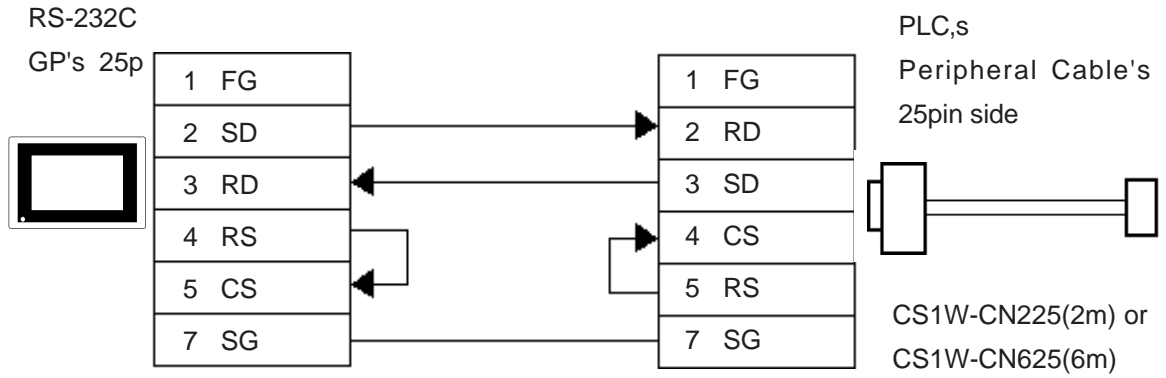 RS-232C
GP's 25p
1 FG
2 SD
3 RD
4 RS
5 CS
7 SG
1 FG
2 RD
3 SD
4 CS
5 RS
7 SG
PLC,s
Peripheral Cable's
25pin side
CS1W-CN225(2m) or
CS1W-CN625(6m)